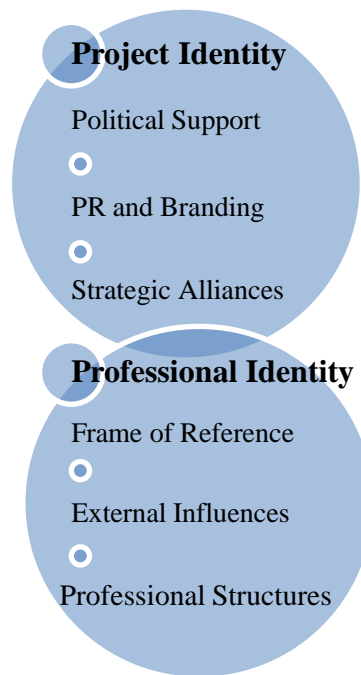 Project Identity
Political Support
PR and Branding
Strategic Alliances
Professional Identity
Frame of Reference
External Influences
Professional Structures